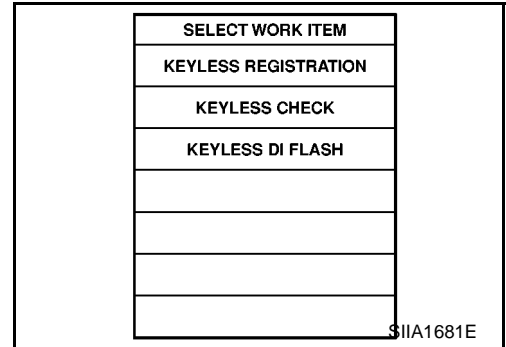 SELECT WORK ITEM
KEYLESS REGISTRATION
KEYLESS CHECK
KEYLESS DI FLASH
SIIA1681E